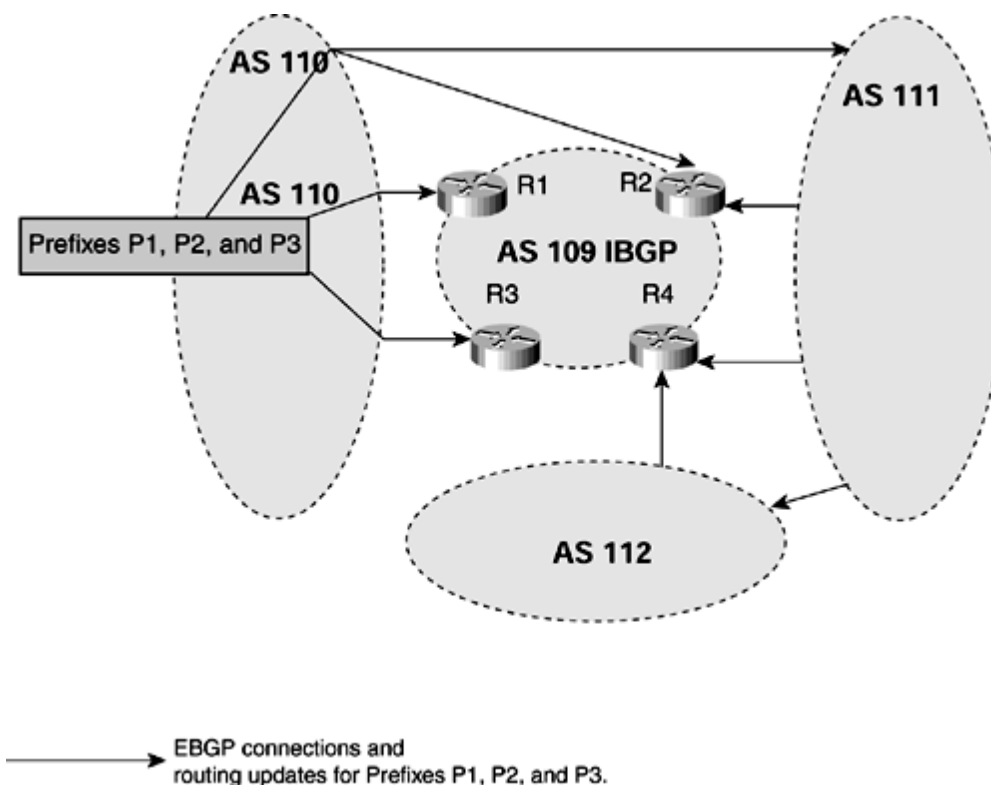 AS 110
AS 111
AS 110
R1
R2
Prefixes P1, P2, and P3
AS 109 IBGP
R3
R4
AS 112
EBGP connections and
routing updates for Prefixes P1, P2, and P3.